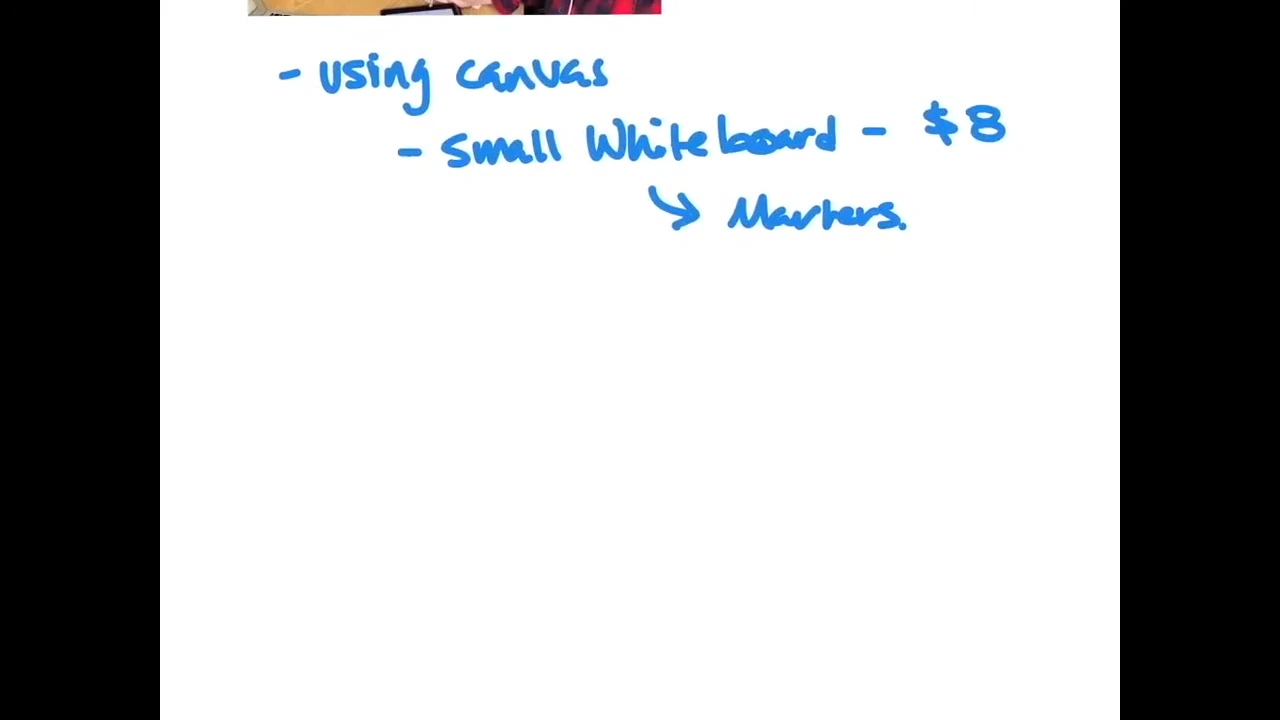 - using canvas
- Small Whiteboard - $8
↳ Markers.